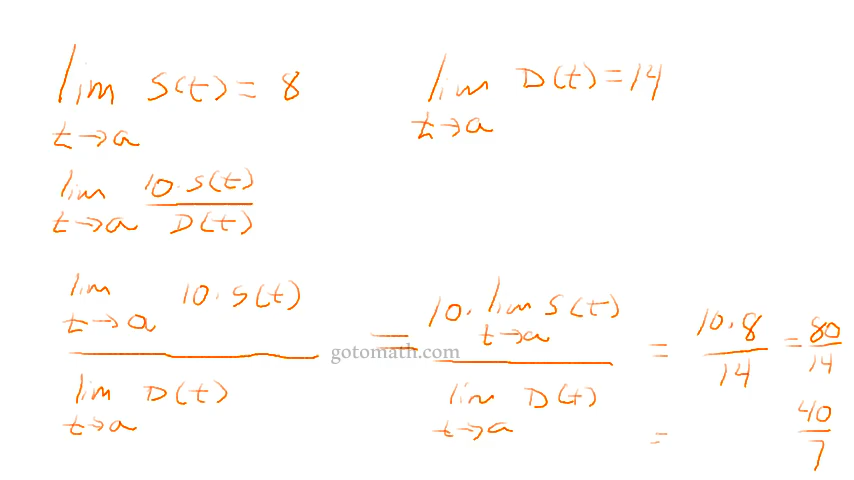 lim S(t) = 8
t→a
lim D(t) = 14
t→a
lim 10·S(t)
t→a D(t)
lim 10·S(t)
t→a
lim D(t)
t→a
= 10·lim S(t)
t→a
lim D(t)
t→a
= 10·8 / 14 = 80 / 14
= 40 / 7
gotomath.com